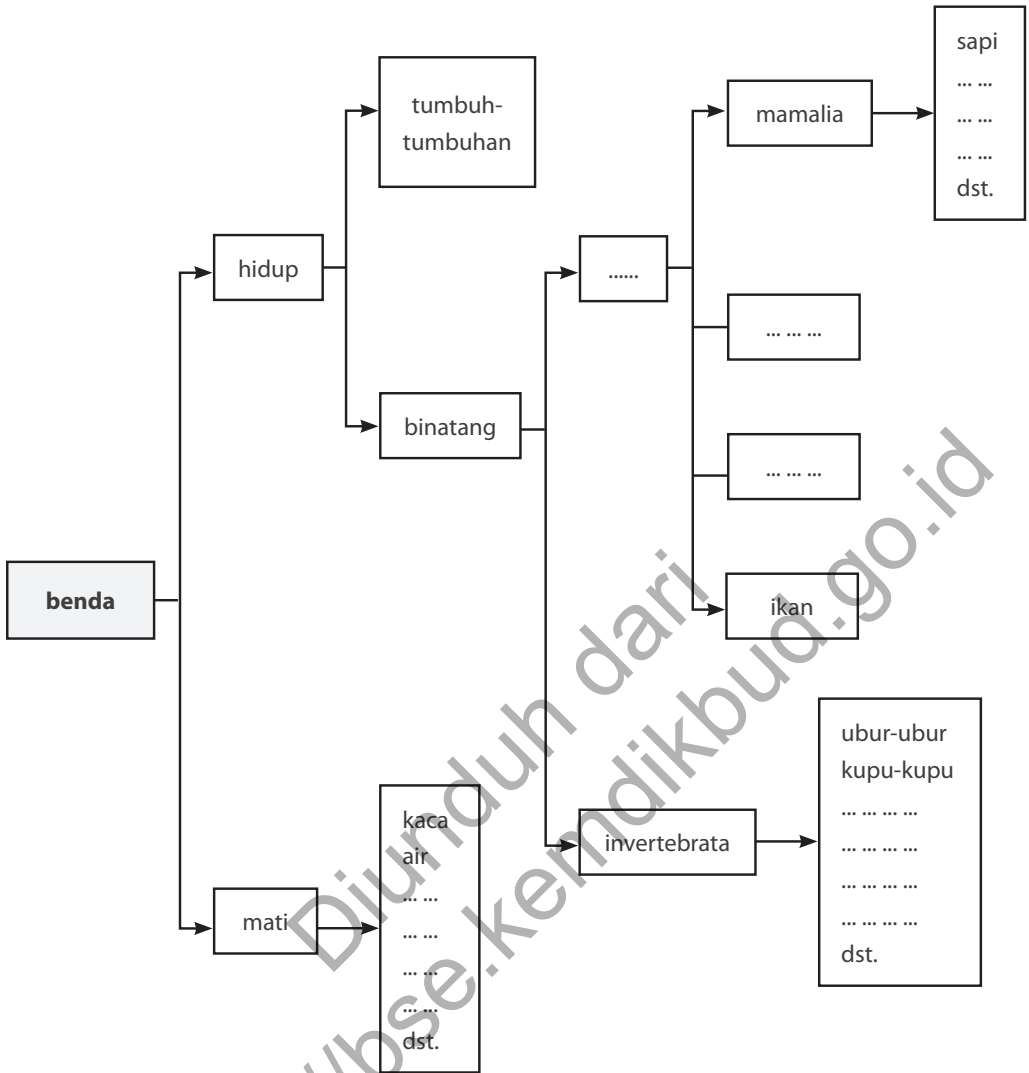 benda
hidup
tumbuh-
tumbuhan
binatang
......
mamalia
sapi
... ...
... ...
... ...
dst.
... ... ...
... ... ...
ikan
invertebrata
ubur-ubur
kupu-kupu
... ... ... ...
... ... ... ...
... ... ... ...
... ... ... ...
dst.
mati
kaca
air
... ...
... ...
... ...
... ...
dst.
Diunduh dari
//bse.kemdikbud.go.id